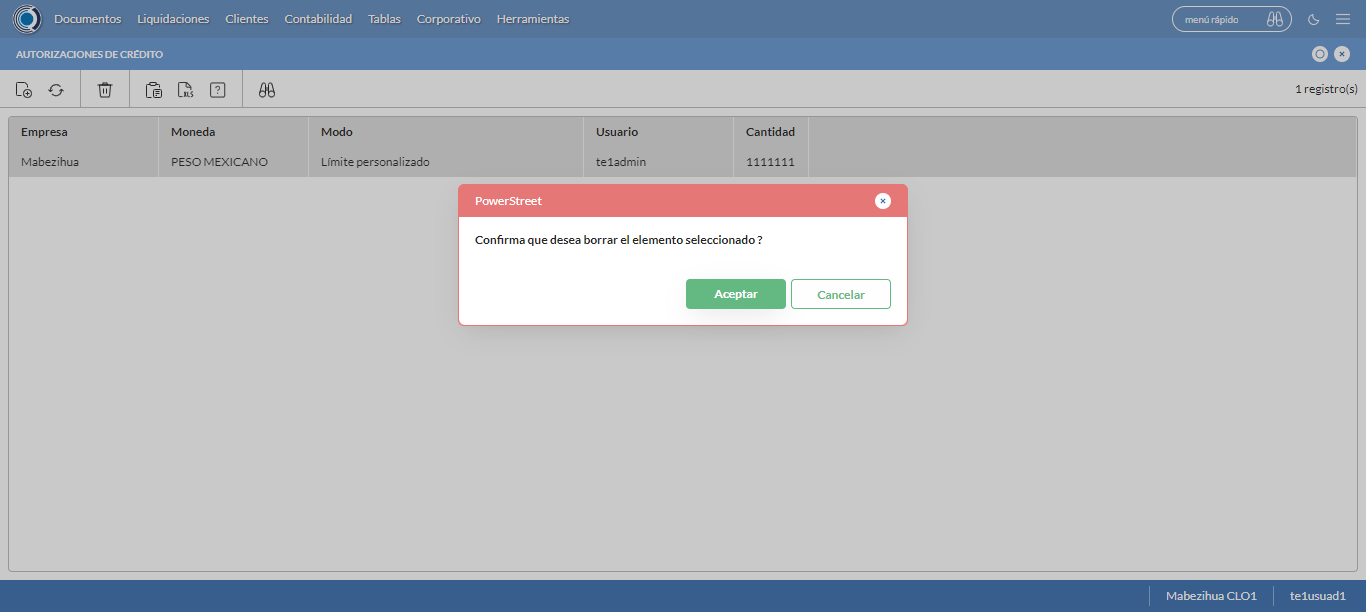 Documentos Liquidaciones Clientes Contabilidad Tablas Corporativo Herramientas menú rápido
AUTORIZACIONES DE CRÉDITO
XLS ? 1 registro(s)
Empresa Moneda Modo Usuario Cantidad
Mabezihua PESO MEXICANO Límite personalizado te1admin 1111111
PowerStreet
Confirma que desea borrar el elemento seleccionado ?
Aceptar Cancelar
Mabezihua CLO1 te1usuad1